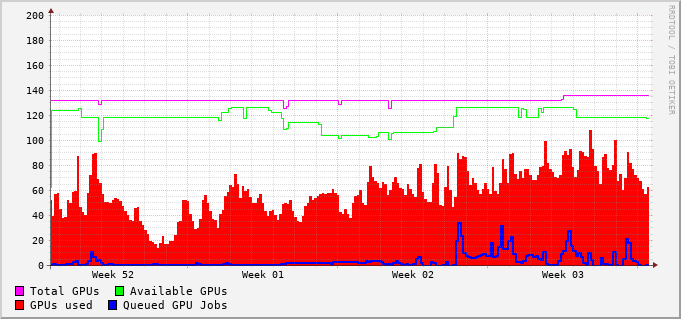 200
180
160
140
120
100
80
60
40
20
0
Week 52 Week 01 Week 02 Week 03
Total GPUs Available GPUs
GPUs used Queued GPU Jobs
RRDTOOL / TOBI OETIKER